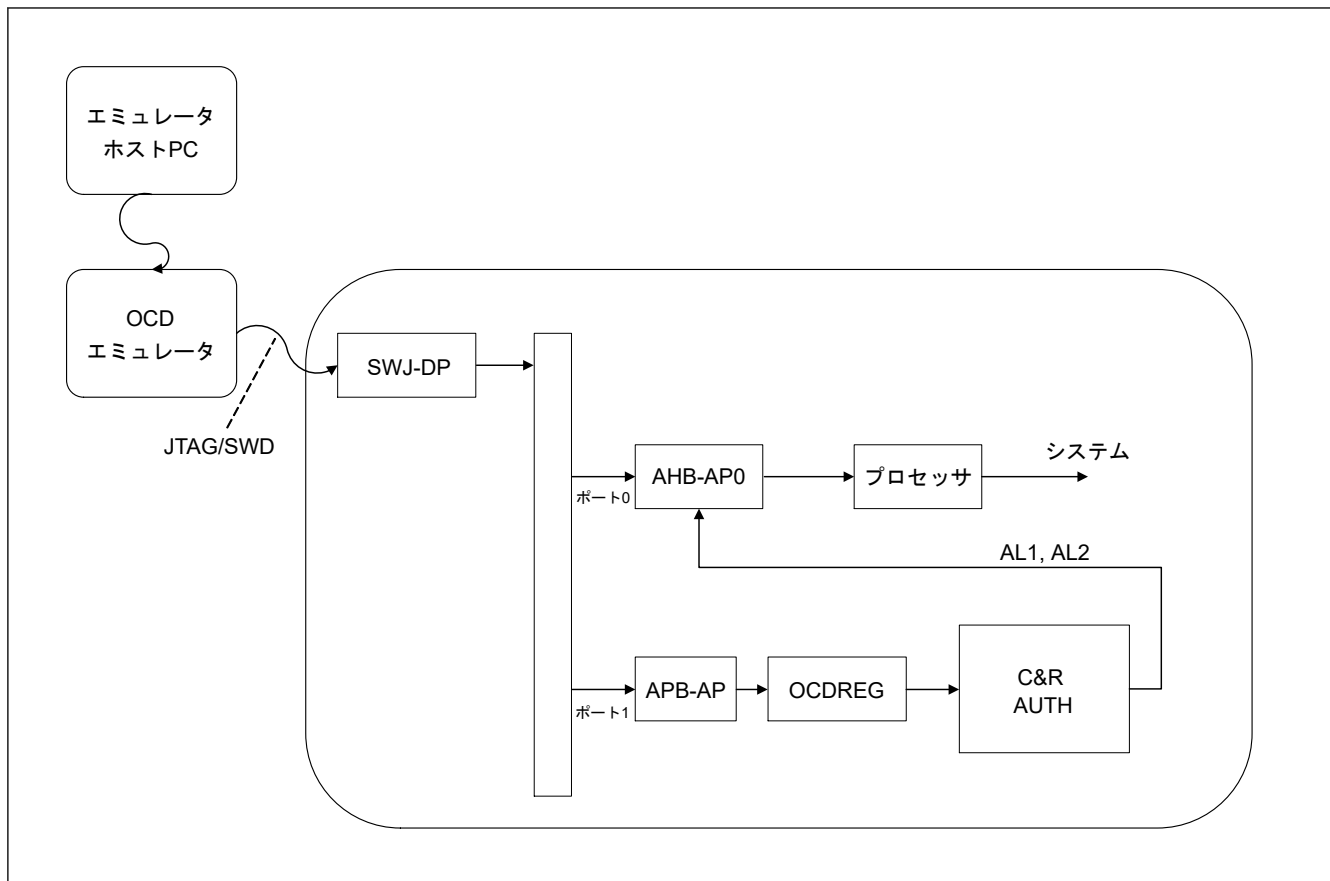 エミュレータ
ホストPC
OCD
エミュレータ
JTAG/SWD
SWJ-DP
ポート0
AHB-AP0
プロセッサ
システム
AL1, AL2
ポート1
APB-AP
OCDREG
C&R
AUTH